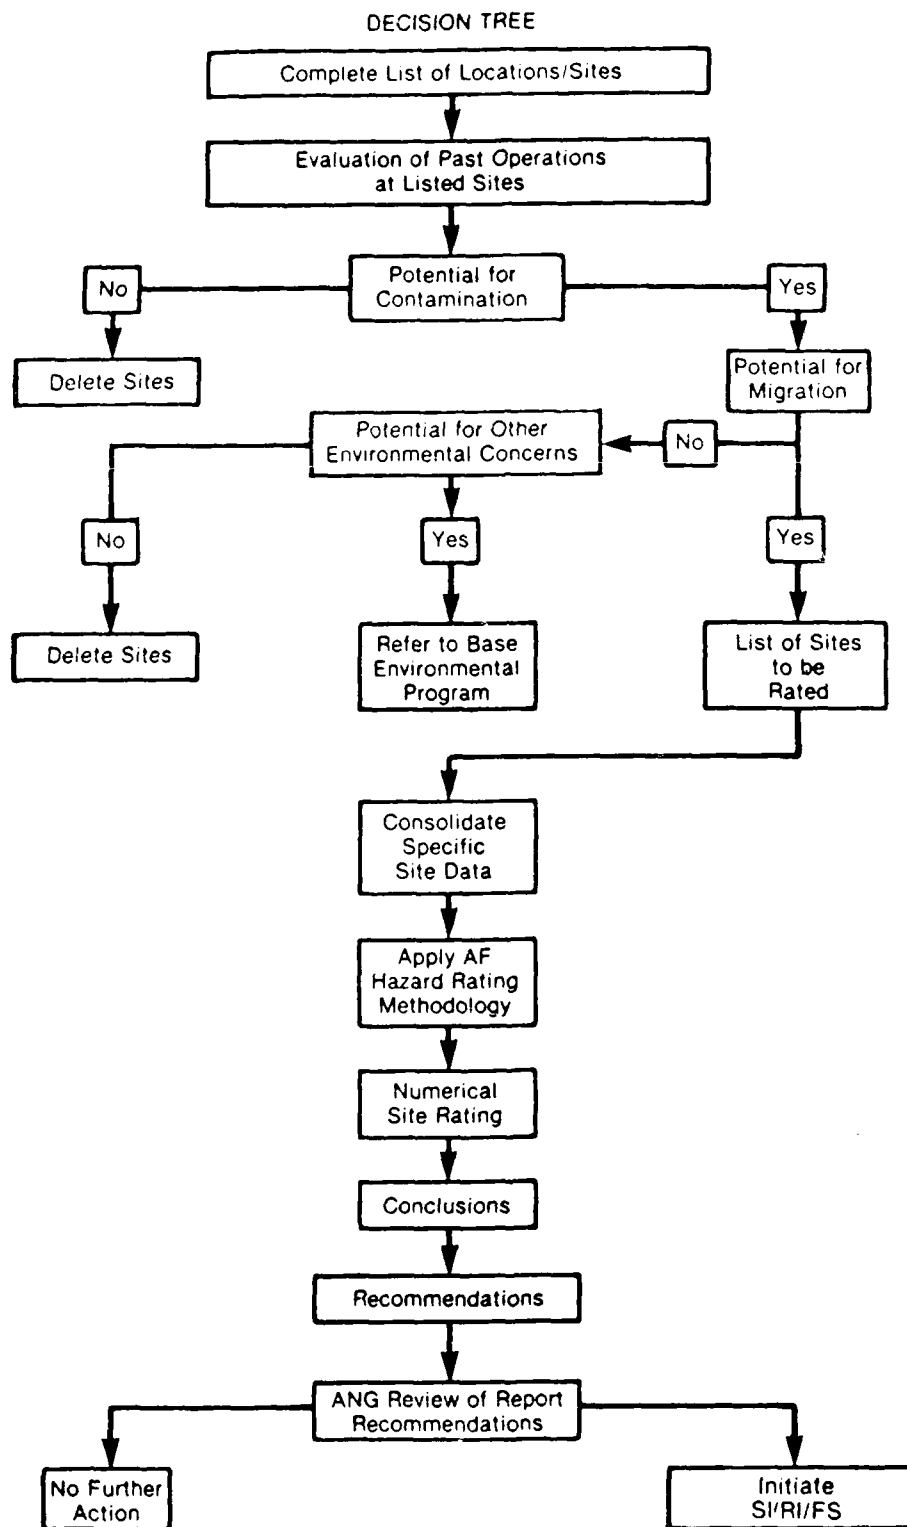 DECISION TREE
Complete List of Locations/Sites
Evaluation of Past Operations
at Listed Sites
Potential for
Contamination
No
Yes
Delete Sites
Potential for
Migration
Potential for Other
Environmental Concerns
No
No
Yes
Yes
Delete Sites
Refer to Base
Environmental
Program
List of Sites
to be
Rated
Consolidate
Specific
Site Data
Apply AF
Hazard Rating
Methodology
Numerical
Site Rating
Conclusions
Recommendations
ANG Review of Report
Recommendations
No Further
Action
Initiate
SI/RI/FS